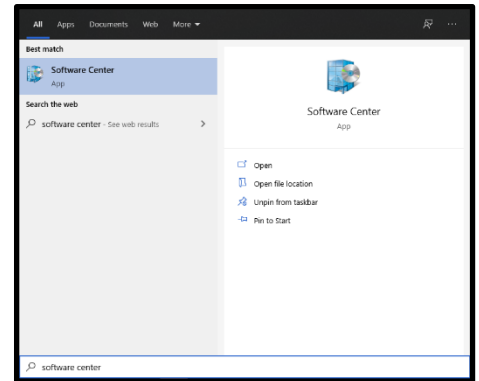 All Apps Documents Web More
Best match
Software Center
App
Search the web
software center - See web results
Software Center
App
Open
Open file location
Unpin from taskbar
Pin to Start
software center